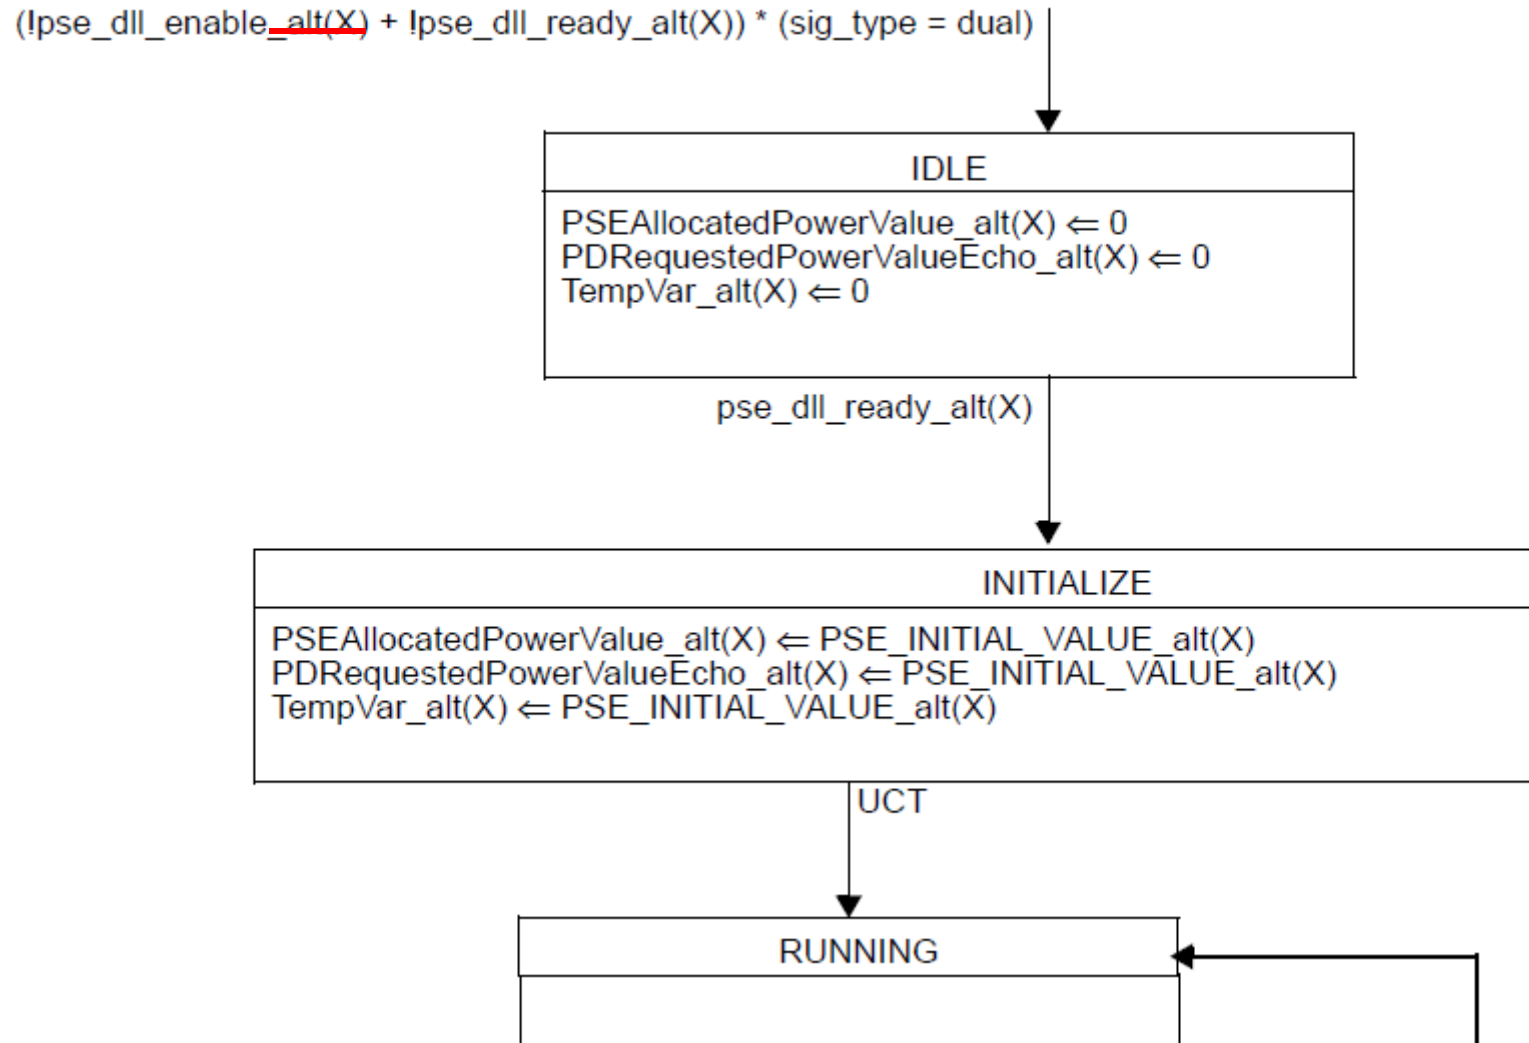 (!pse_dll_enable_alt(X) + !pse_dll_ready_alt(X)) * (sig_type = dual)
IDLE
PSEAllocatedPowerValue_alt(X) ⇐ 0
PDRequestedPowerValueEcho_alt(X) ⇐ 0
TempVar_alt(X) ⇐ 0
pse_dll_ready_alt(X)
INITIALIZE
PSEAllocatedPowerValue_alt(X) ⇐ PSE_INITIAL_VALUE_alt(X)
PDRequestedPowerValueEcho_alt(X) ⇐ PSE_INITIAL_VALUE_alt(X)
TempVar_alt(X) ⇐ PSE_INITIAL_VALUE_alt(X)
UCT
RUNNING